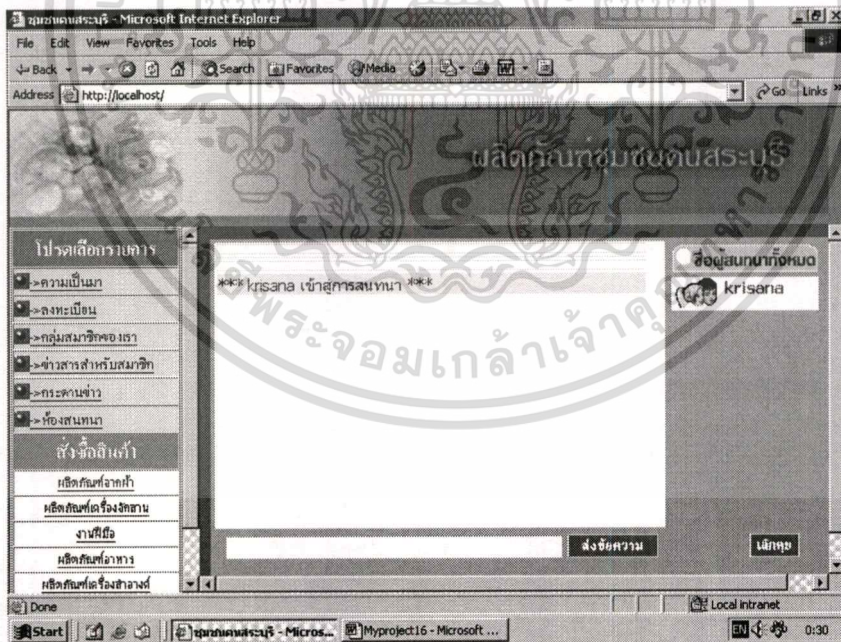 ชุมชนคนสระบุรี - Microsoft Internet Explorer
File Edit View Favorites Tools Help
Back Search Favorites Media
Address http://localhost/ Go Links »
ผลิตภัณฑ์ชุมชนคนสระบุรี
โปรดเลือกรายการ
->ความเป็นมา
->ลงทะเบียน
->กลุ่มสมาชิกของเรา
->ข่าวสารสำหรับสมาชิก
->กระดานข่าว
->ห้องสนทนา
สั่งซื้อสินค้า
ผลิตภัณฑ์จากผ้า
ผลิตภัณฑ์เครื่องจักสาน
งานฝีมือ
ผลิตภัณฑ์อาหาร
ผลิตภัณฑ์เครื่องสำอางค์
*** krisana เข้าสู่การสนทนา ***
ชื่อผู้สนทนาทั้งหมด
krisana
ส่งข้อความ
เลิกคุย
Done
Local intranet
Start
ชุมชนคนสระบุรี - Micros...
Myproject16 - Microsoft ...
EN
0:30